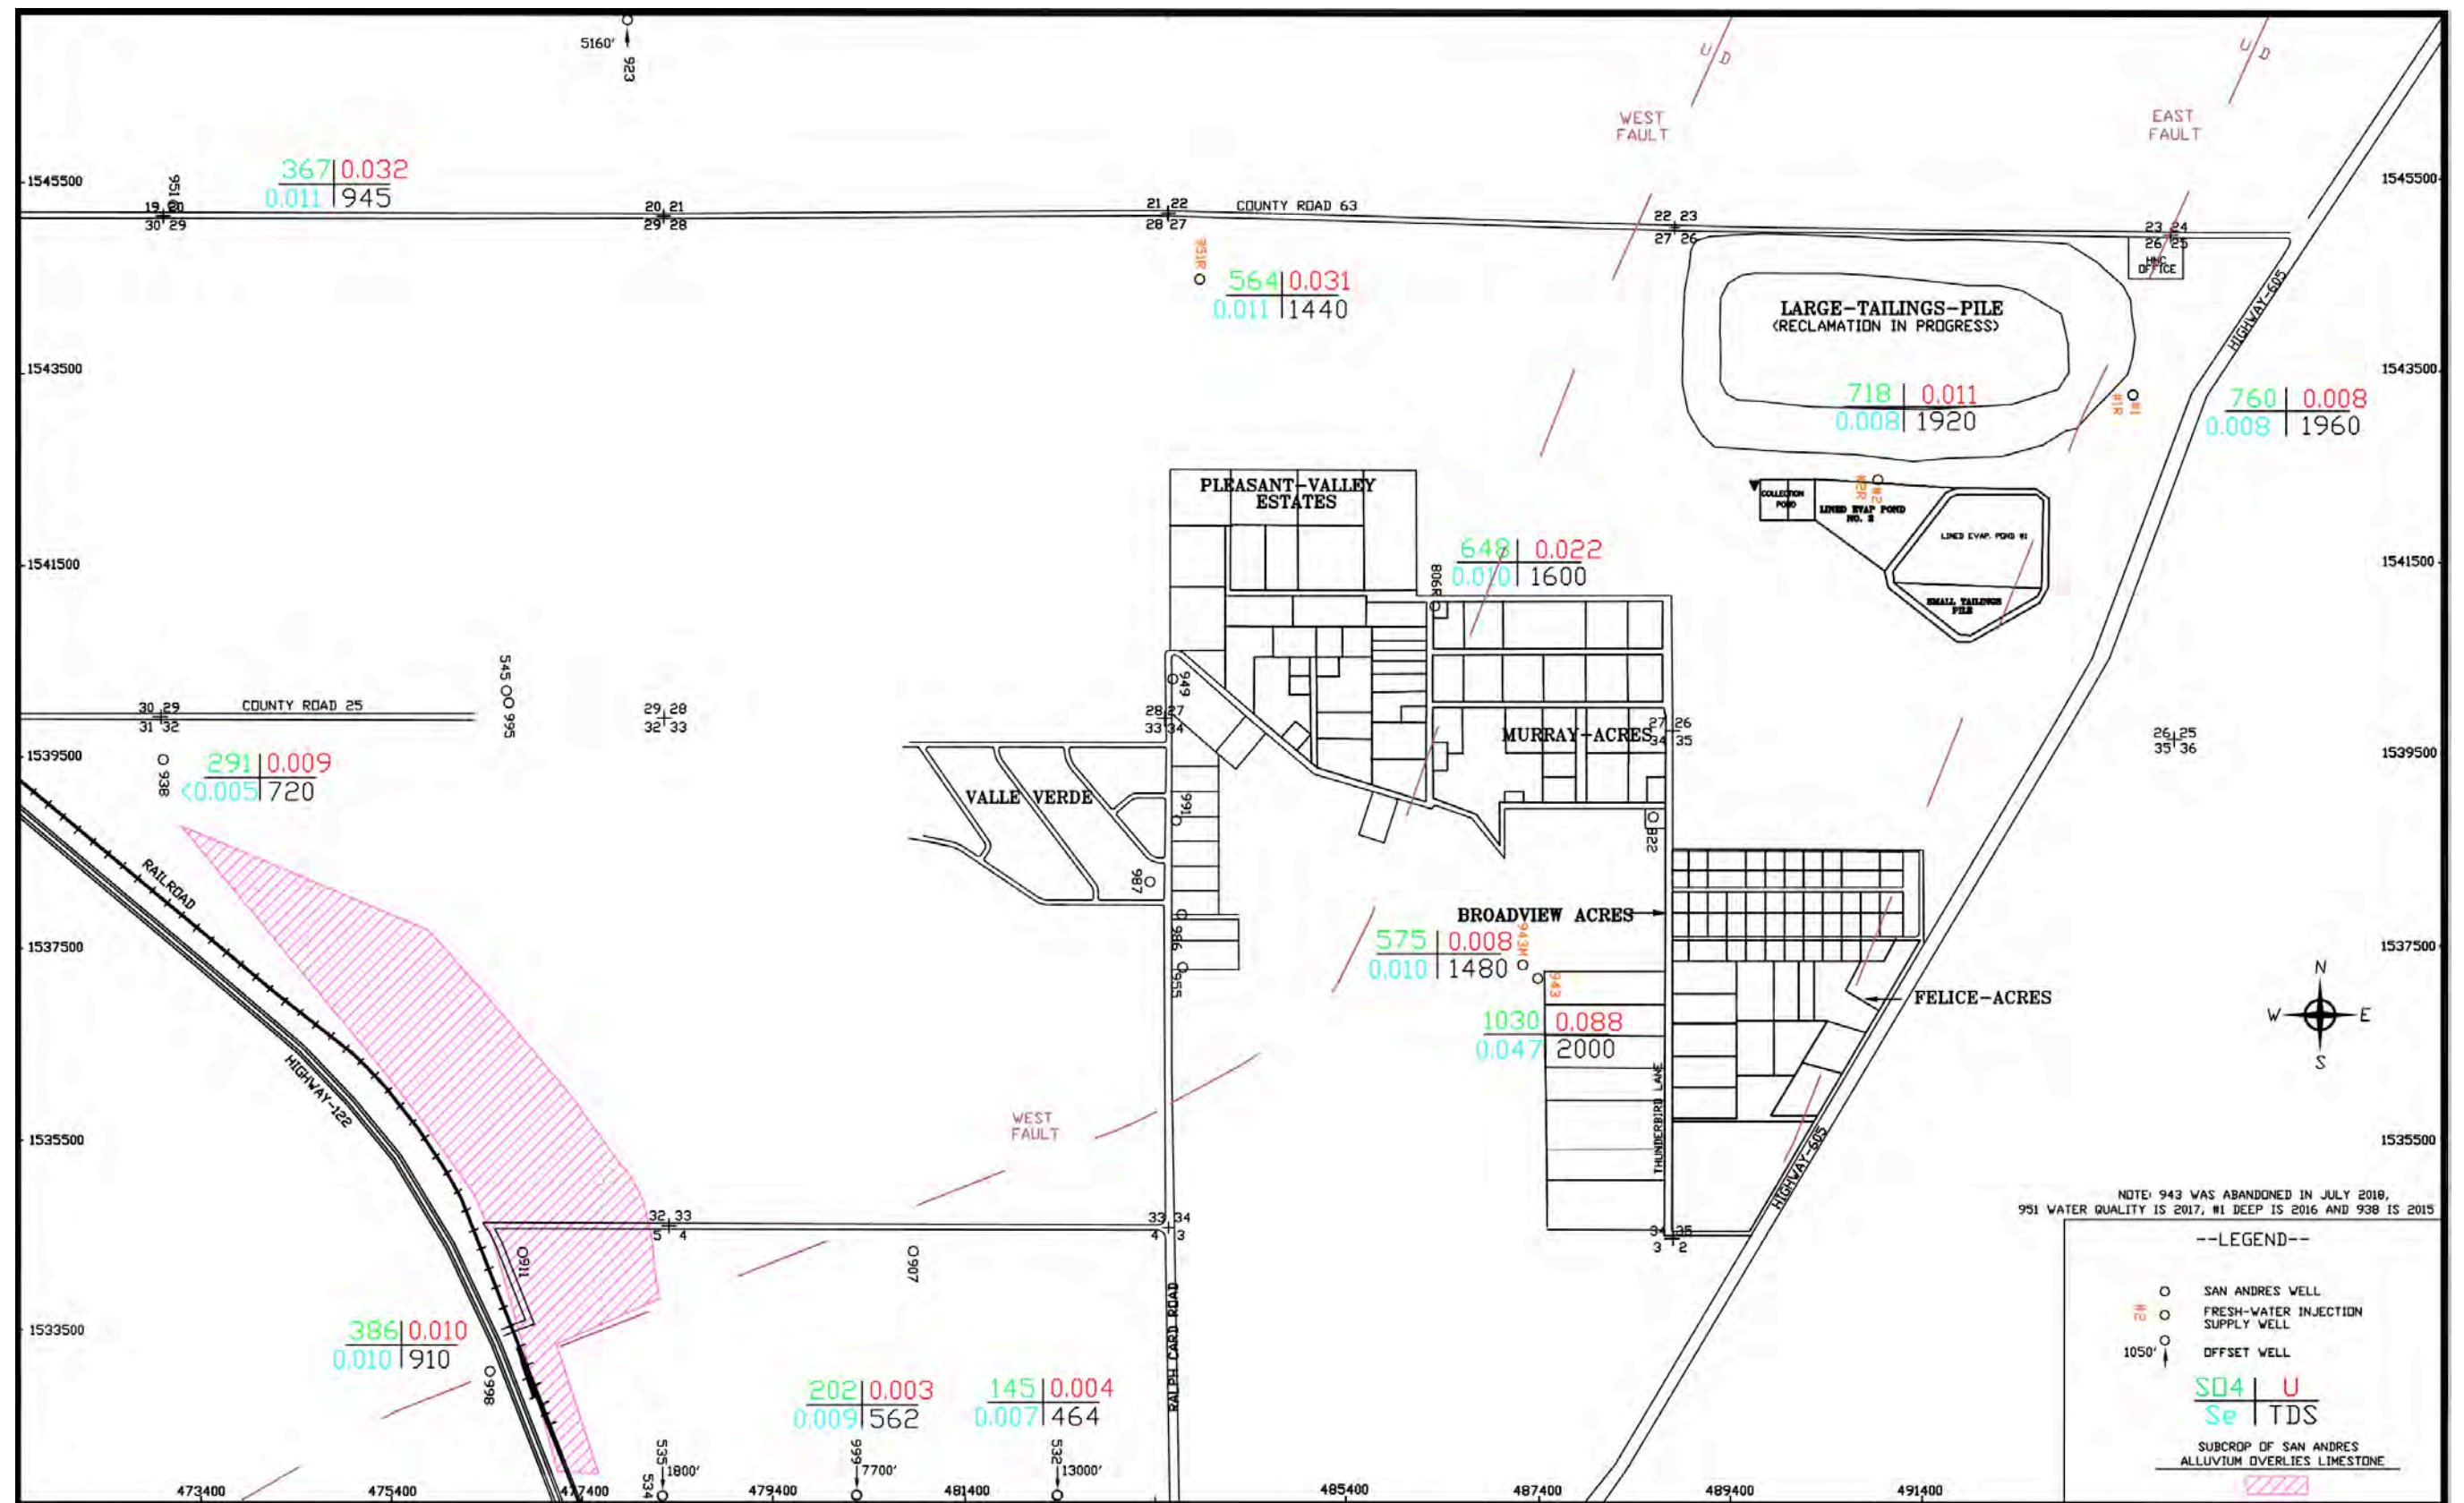 5160'
923
U D
U D
WEST
FAULT
EAST
FAULT
367 0.032
0.011 945
1545500
951
1545500
19 20
30 29
20 21
29 28
21 22
28 27
COUNTY ROAD 63
22 23
27 26
23 24
26 25
HMC
OFFICE
951R
564 0.031
0.011 1440
LARGE-TAILINGS-PILE
(RECLAMATION IN PROGRESS)
HIGHWAY-605
1543500
1543500
718 0.011
0.008 1920
#1R
#1
760 0.008
0.008 1960
PLEASANT-VALLEY
ESTATES
COLLECTION
POND
#2R
#2
LINED EVAP POND
NO. 2
LINED EVAP. POND #1
SMALL TAILINGS
PILE
648 0.022
0.010 1600
806R
1541500
1541500
545
995
949
30 29
31 32
COUNTY ROAD 25
29 28
32 33
28 27
33 34
27 26
34 35
26 25
35 36
MURRAY-ACRES
1539500
1539500
938
291 0.009
<0.005 720
VALLE VERDE
991
822
RAILROAD
987
BROADVIEW ACRES
986
943M
575 0.008
0.010 1480
1537500
1537500
955
943
FELICE-ACRES
N
W E
S
1030 0.088
0.047 2000
HIGHWAY-122
THUNDERBIRD LANE
WEST
FAULT
1535500
1535500
HIGHWAY-605
NOTE: 943 WAS ABANDONED IN JULY 2018,
951 WATER QUALITY IS 2017, #1 DEEP IS 2016 AND 938 IS 2015
32 33
5 4
33 34
4 3
34 35
3 2
911
907
--LEGEND--
SAN ANDRES WELL
#2
FRESH-WATER INJECTION
SUPPLY WELL
1050'
OFFSET WELL
SO4 U
Se TDS
SUBCROP OF SAN ANDRES
ALLUVIUM OVERLIES LIMESTONE
RALPH CARD ROAD
1533500
386 0.010
0.010 910
998
202 0.003
0.009 562
145 0.004
0.007 464
535
534
1800'
999
7700'
532
13000'
473400
475400
477400
479400
481400
485400
487400
489400
491400